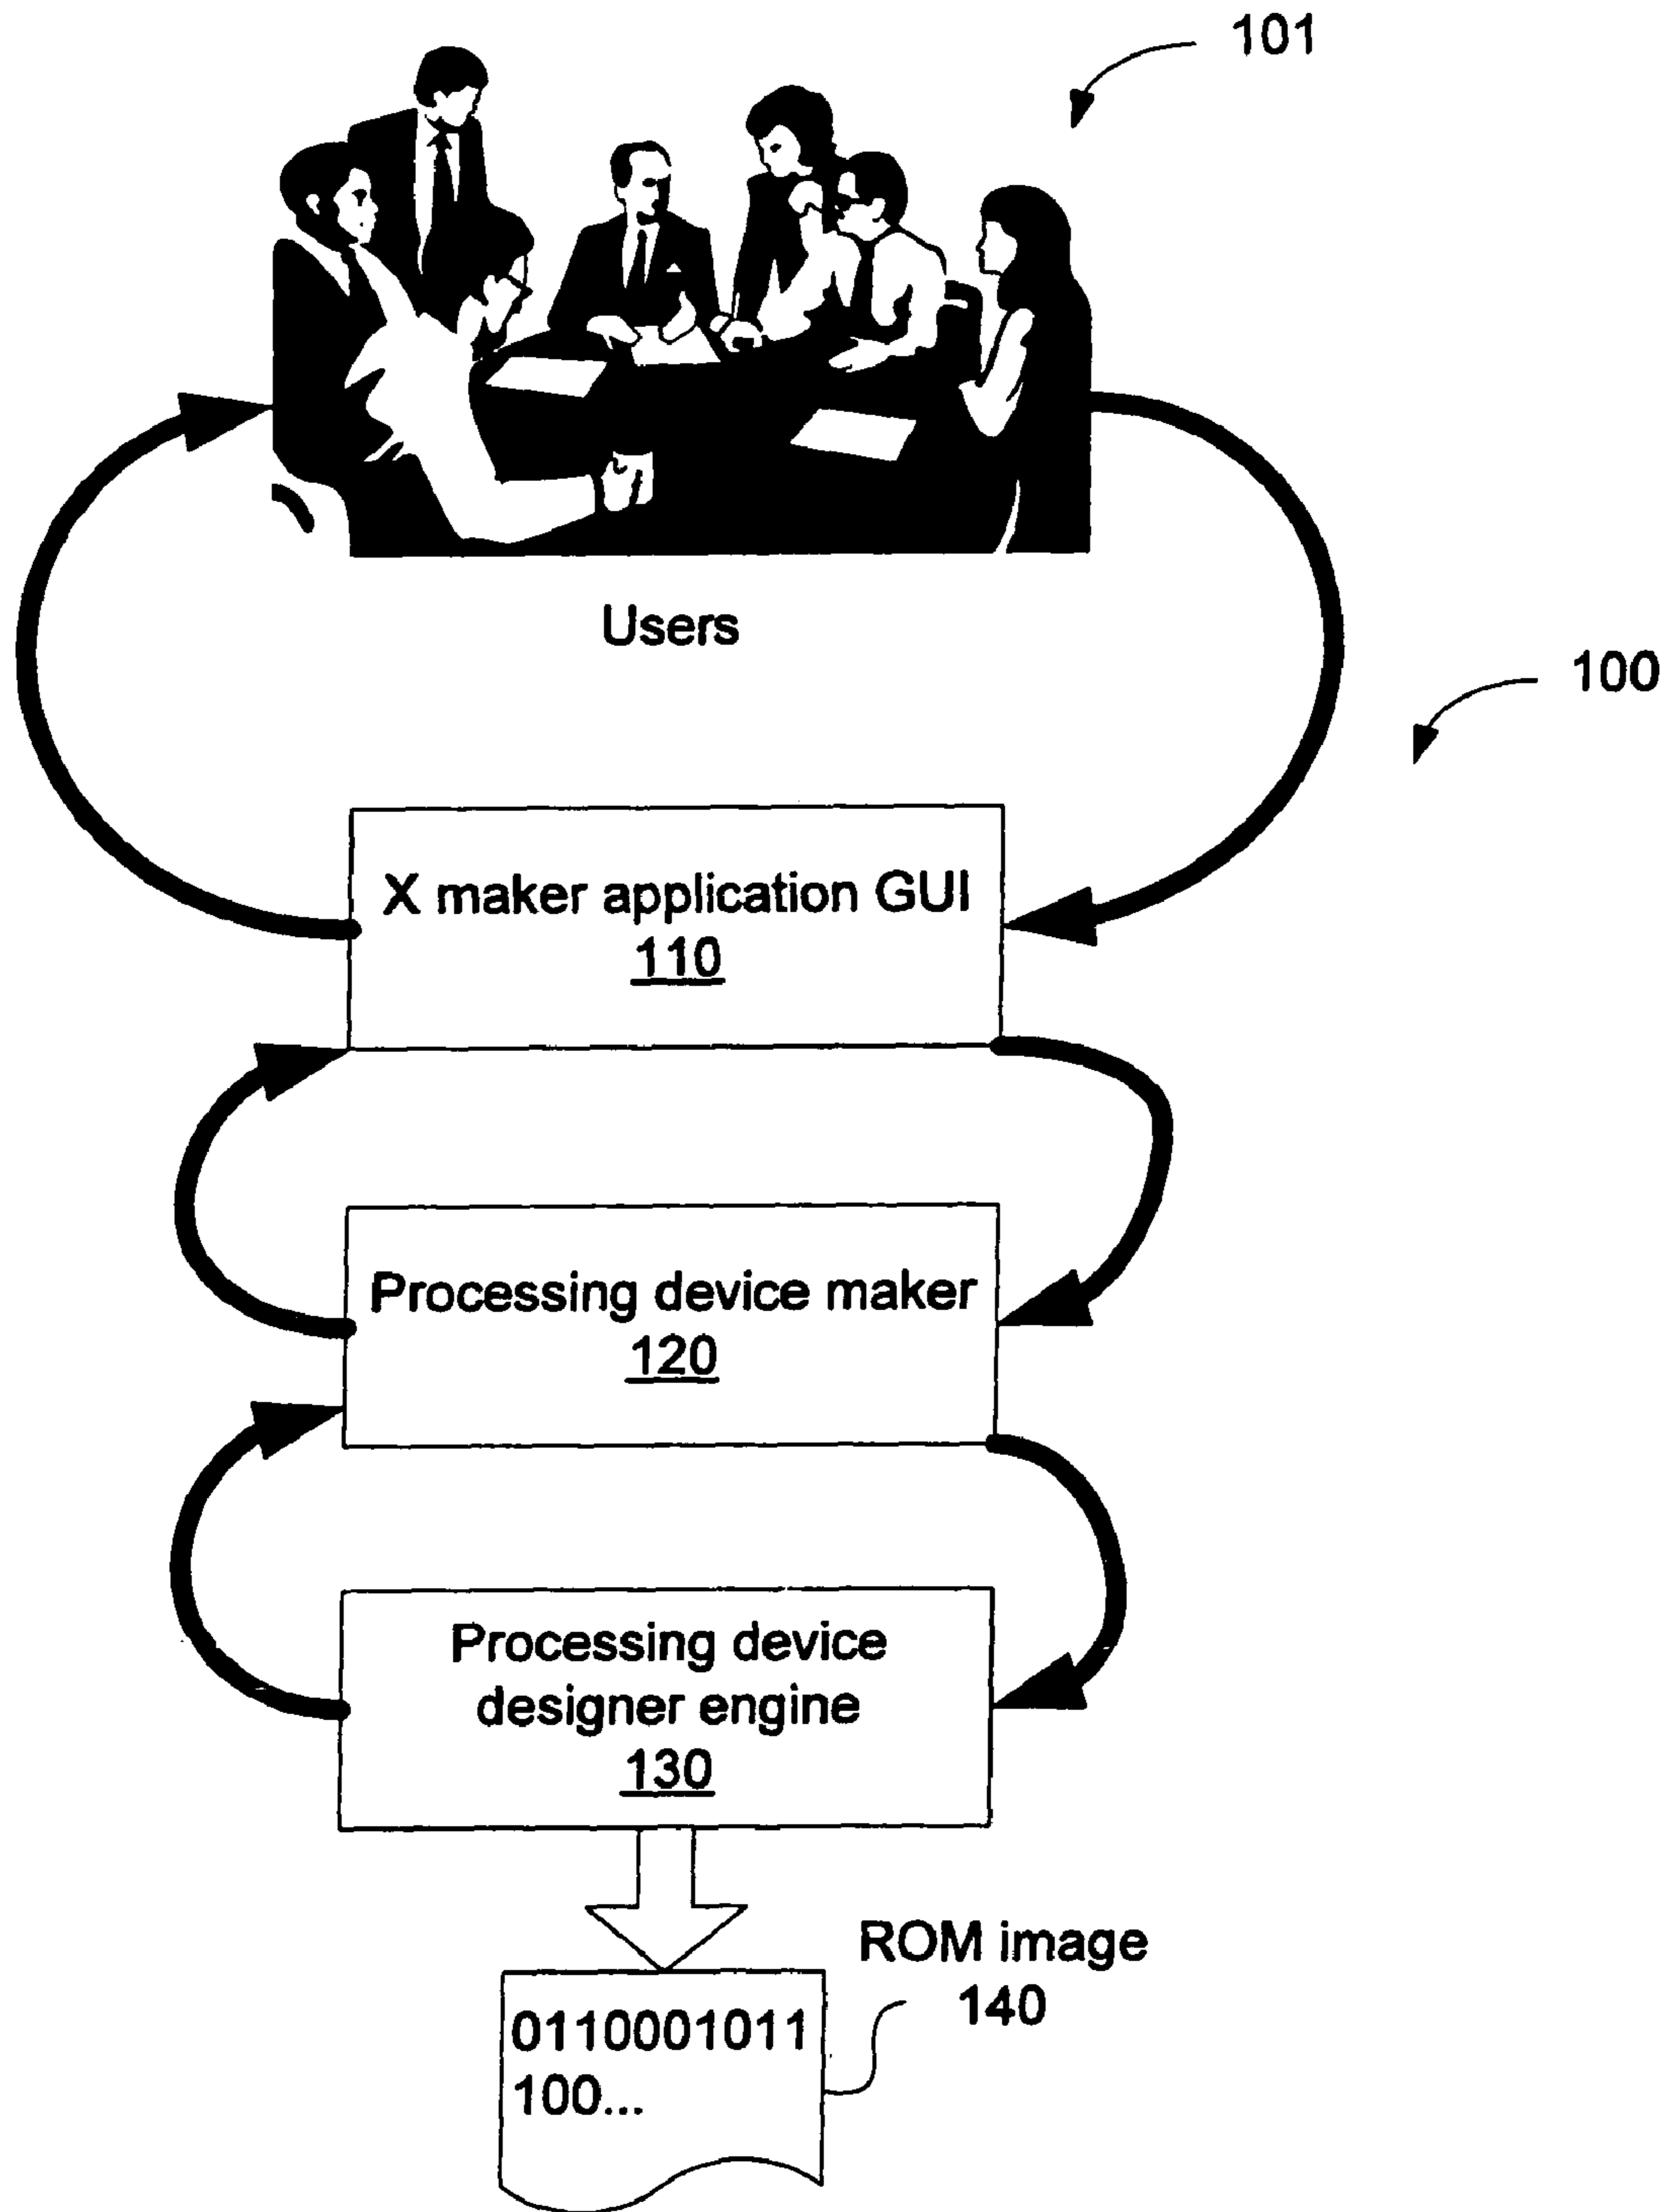 101
Users
100
X maker application GUI
110
Processing device maker
120
Processing device
designer engine
130
ROM image
140
0110001011
100...